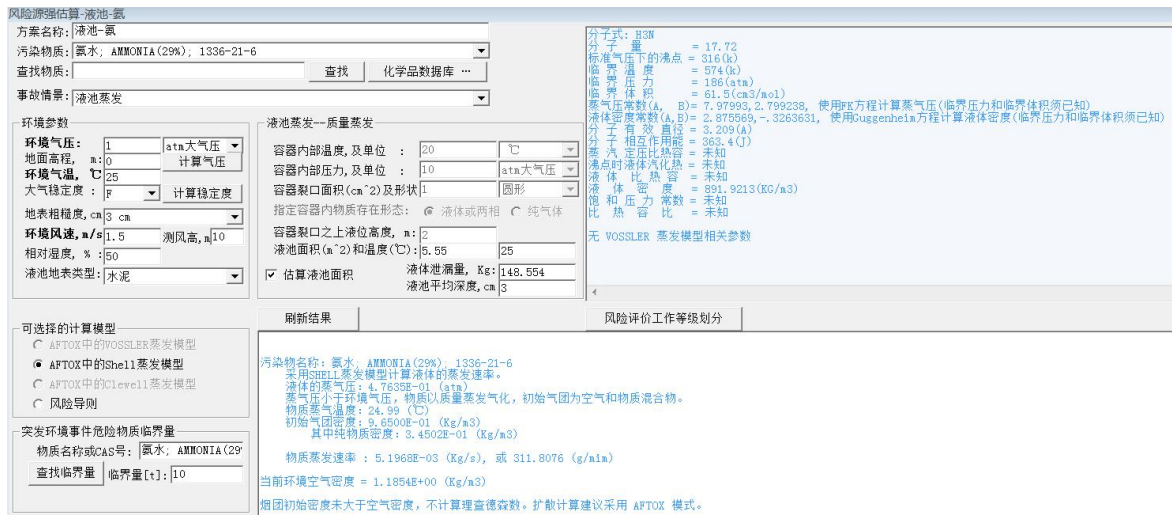 风险源强估算-液池-氨
方案名称: 液池-氨
污染物质: 氨水; AMMONIA(29%); 1336-21-6
查找物质: 查找 化学品数据库 …
事故情景: 液池蒸发
环境参数
环境气压: 1 atm大气压
地面高程, m: 0 计算气压
环境气温, ℃ 25
大气稳定度 : F 计算稳定度
地表粗糙度, cm 3 cm
环境风速, m/s 1.5 测风高, m 10
相对湿度, % : 50
液池地表类型: 水泥
液池蒸发--质量蒸发
容器内部温度,及单位 : 20 ℃
容器内部压力,及单位 : 10 atm大气压
容器裂口面积(cm^2)及形状 1 圆形
指定容器内物质存在形态: 液体或两相 纯气体
容器裂口之上液位高度, m: 2
液池面积(m^2)和温度(℃): 5.55 25
估算液池面积 液体泄漏量, Kg: 148.554
液池平均深度, cm 3
分子式: H3N
分 子 量 = 17.72
标准气压下的沸点 = 316(k)
临 界 温 度 = 574(k)
临 界 压 力 = 186(atm)
临 界 体 积 = 61.5(cm3/mol)
蒸气压常数(A, B)= 7.97993,2.799238, 使用FK方程计算蒸气压(临界压力和临界体积须已知)
液体密度常数(A,B)= 2.875569,-.3263631, 使用Guggenheim方程计算液体密度(临界压力和临界体积须已知)
分 子 有 效 直径 = 3.209(A)
分 子 相互作用能 = 363.4(J)
蒸 汽 定压比热容 = 未知
沸点时液体汽化热 = 未知
液 体 比 热 容 = 未知
液 体 密 度 = 891.9213(KG/m3)
饱 和 压 力 常数 = 未知
比 热 容 比 = 未知
无 VOSSLER 蒸发模型相关参数
刷新结果 风险评价工作等级划分
可选择的计算模型
AFTOX中的VOSSLER蒸发模型
AFTOX中的Shell蒸发模型
AFTOX中的Clewell蒸发模型
风险导则
突发环境事件危险物质临界量
物质名称或CAS号: 氨水; AMMONIA(29
查找临界量 临界量[t]: 10
污染物名称: 氨水; AMMONIA(29%); 1336-21-6
采用SHELL蒸发模型计算液体的蒸发速率。
液体的蒸气压: 4.7635E-01 (atm)
蒸气压小于环境气压, 物质以质量蒸发气化, 初始气团为空气和物质混合物。
物质蒸气温度: 24.99 (℃)
初始气团密度: 9.6500E-01 (Kg/m3)
其中纯物质密度: 3.4502E-01 (Kg/m3)
物质蒸发速率 : 5.1968E-03 (Kg/s), 或 311.8076 (g/min)
当前环境空气密度 = 1.1854E+00 (Kg/m3)
烟团初始密度未大于空气密度, 不计算理查德森数。扩散计算建议采用 AFTOX 模式。